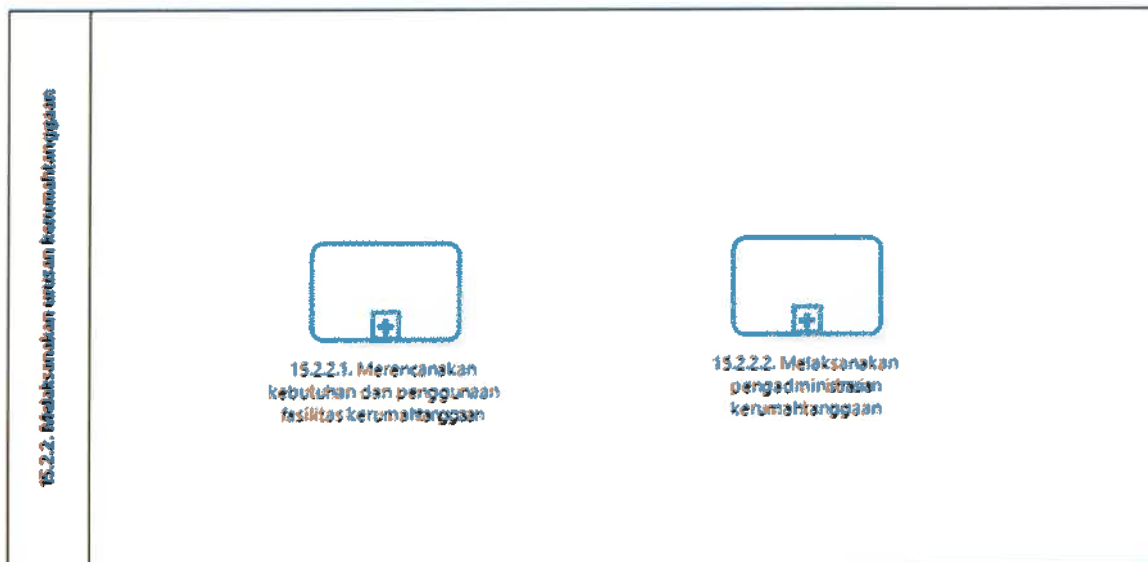 15.2.2. Melaksanakan urusan kerumahtanggaan
15.2.2.1. Merencanakan
kebutuhan dan penggunaan
fasilitas kerumahtanggaan
15.2.2.2. Melaksanakan
pengadministrasian
kerumahtanggaan